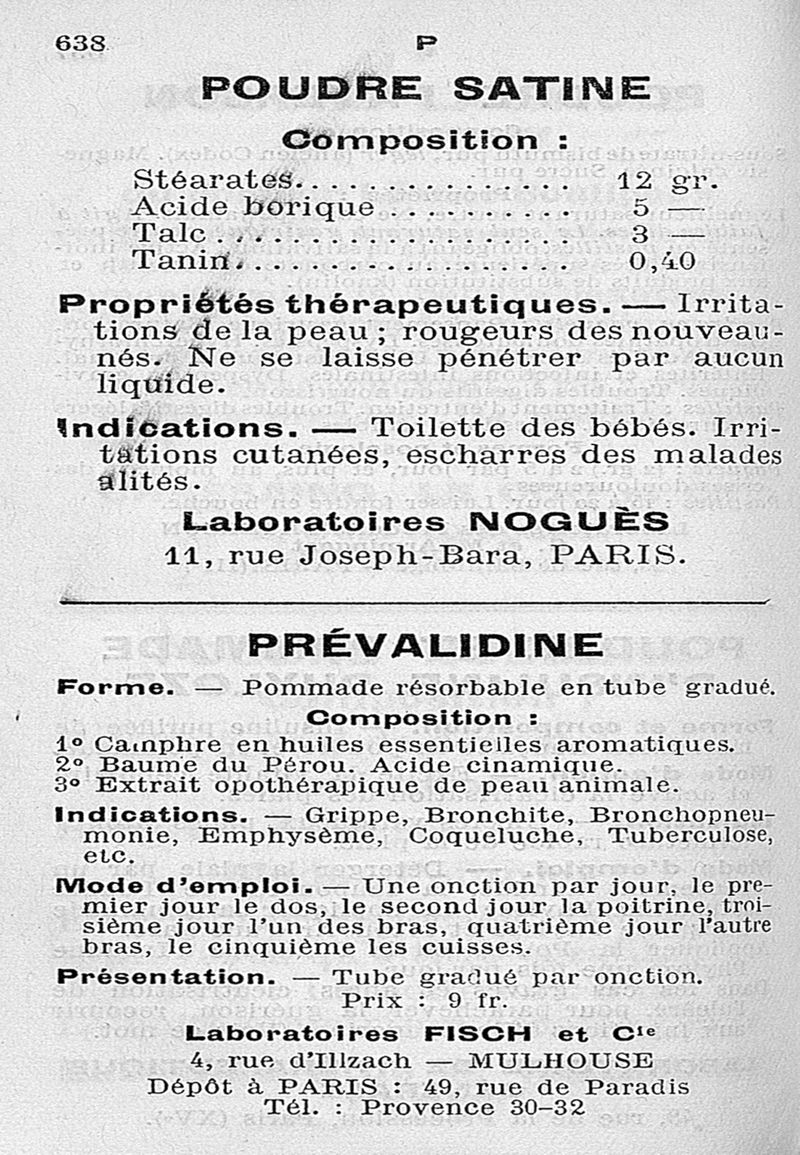 638
P
POUDRE SATINE
Composition :
Stéarates................ 12 gr.
Acide borique .......... 5 —
Talc .................... 3 —
Tanin................... 0,40
Propriétés thérapeutiques. — Irrita-
tions de la peau ; rougeurs des nouveau-
nés. Ne se laisse pénétrer par aucun
liquide.
Indications. — Toilette des bébés. Irri-
tations cutanées, escharres des malades
alités.
Laboratoires NOGUÈS
11, rue Joseph-Bara, PARIS.
PRÉVALIDINE
Forme. — Pommade résorbable en tube gradué.
Composition :
1º Camphre en huiles essentielles aromatiques.
2º Baume du Pérou. Acide cinamique.
3º Extrait opothérapique de peau animale.
Indications. — Grippe, Bronchite, Bronchopneu-
monie, Emphysème, Coqueluche, Tuberculose,
etc.
Mode d'emploi. — Une onction par jour, le pre-
mier jour le dos, le second jour la poitrine, troi-
sième jour l'un des bras, quatrième jour l'autre
bras, le cinquième les cuisses.
Présentation. — Tube gradué par onction.
Prix : 9 fr.
Laboratoires FISCH et Cie
4, rue d'Illzach — MULHOUSE
Dépôt à PARIS : 49, rue de Paradis
Tél. : Provence 30-32